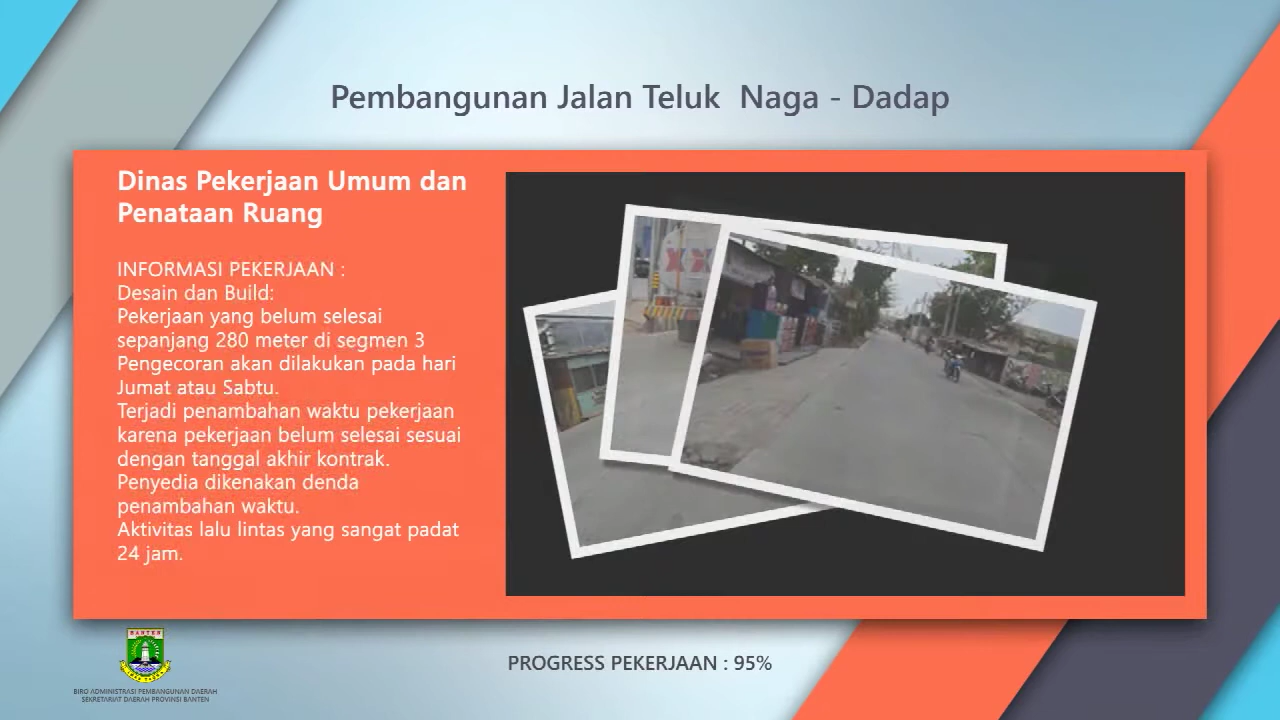 Pembangunan Jalan Teluk  Naga - Dadap
Dinas Pekerjaan Umum dan
Penataan Ruang
INFORMASI PEKERJAAN :
Desain dan Build:
Pekerjaan yang belum selesai
sepanjang 280 meter di segmen 3
Pengecoran akan dilakukan pada hari
Jumat atau Sabtu.
Terjadi penambahan waktu pekerjaan
karena pekerjaan belum selesai sesuai
dengan tanggal akhir kontrak.
Penyedia dikenakan denda
penambahan waktu.
Aktivitas lalu lintas yang sangat padat
24 jam.
XX
BANTEN
BIRO ADMINISTRASI PEMBANGUNAN DAERAH
SEKRETARIAT DAERAH PROVINSI BANTEN
PROGRESS PEKERJAAN : 95%